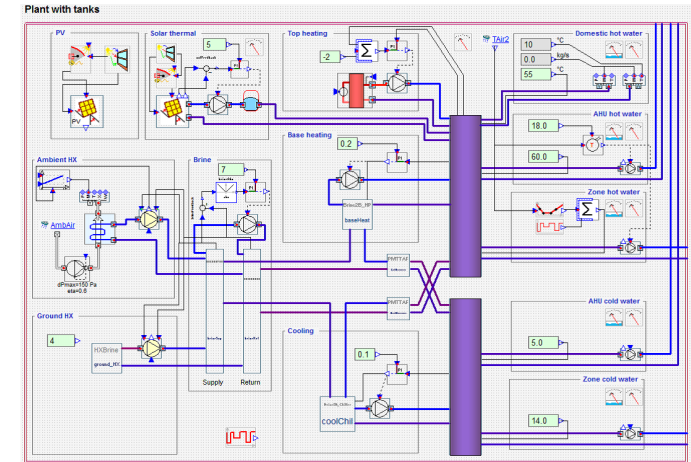 Plant with tanks
PV
PV
Solar thermal
5
Top heating
-2
TAir2
Domestic hot water
10
°C
0.0
kg/s
55
°C
AHU hot water
18.0
60.0
T
Base heating
0.2
baseHeat
Zone hot water
Ambient HX
AmbAir
dPmax=150 Pa
eta=0.6
Brine
7
Supply
Return
Ground HX
4
HXBrine
ground_HX
Cooling
0.1
coolChil
AHU cold water
5.0
Zone cold water
14.0